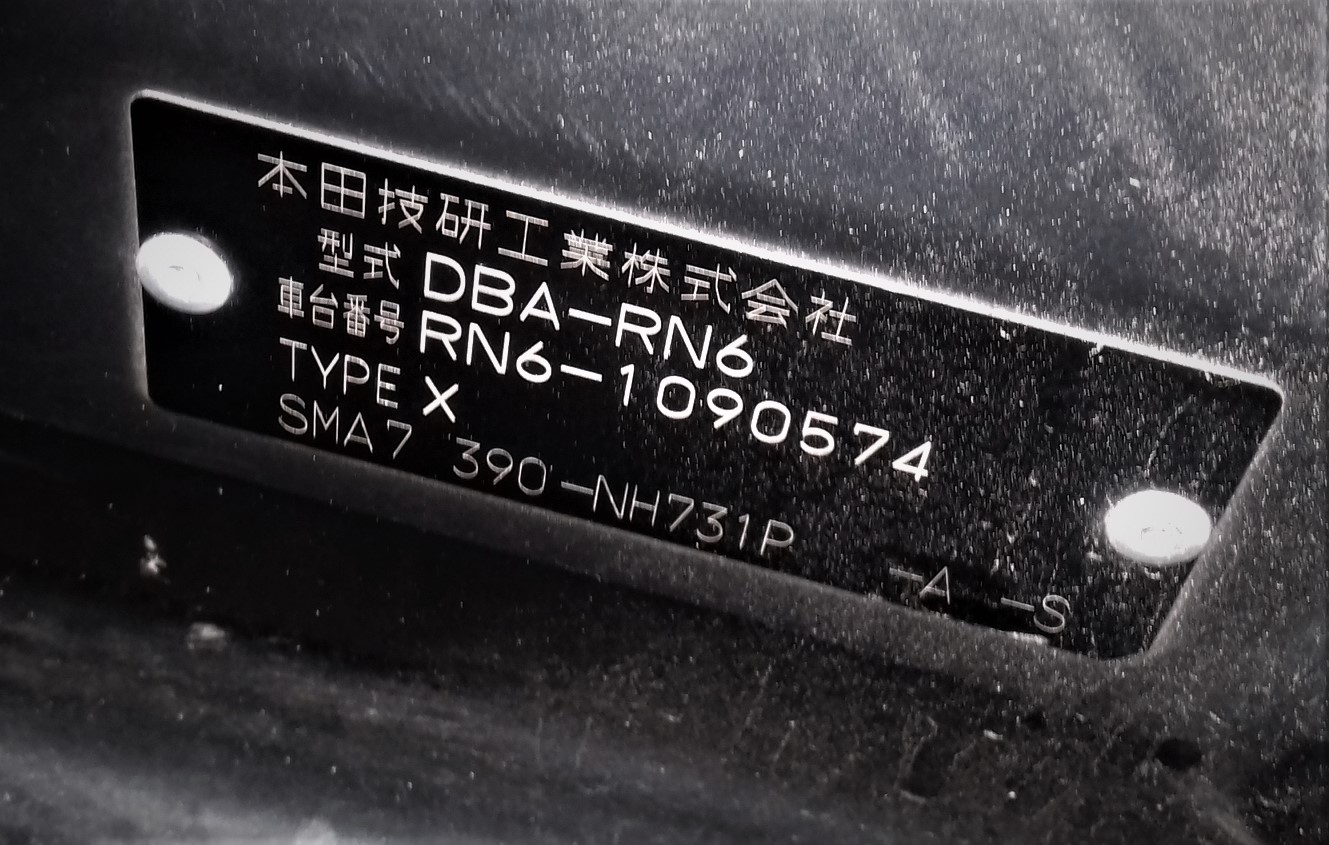 本田技研工業株式会社
型式 DBA-RN6
車台番号 RN6-1090574
TYPE X
SMA7 390-NH731P -A -S